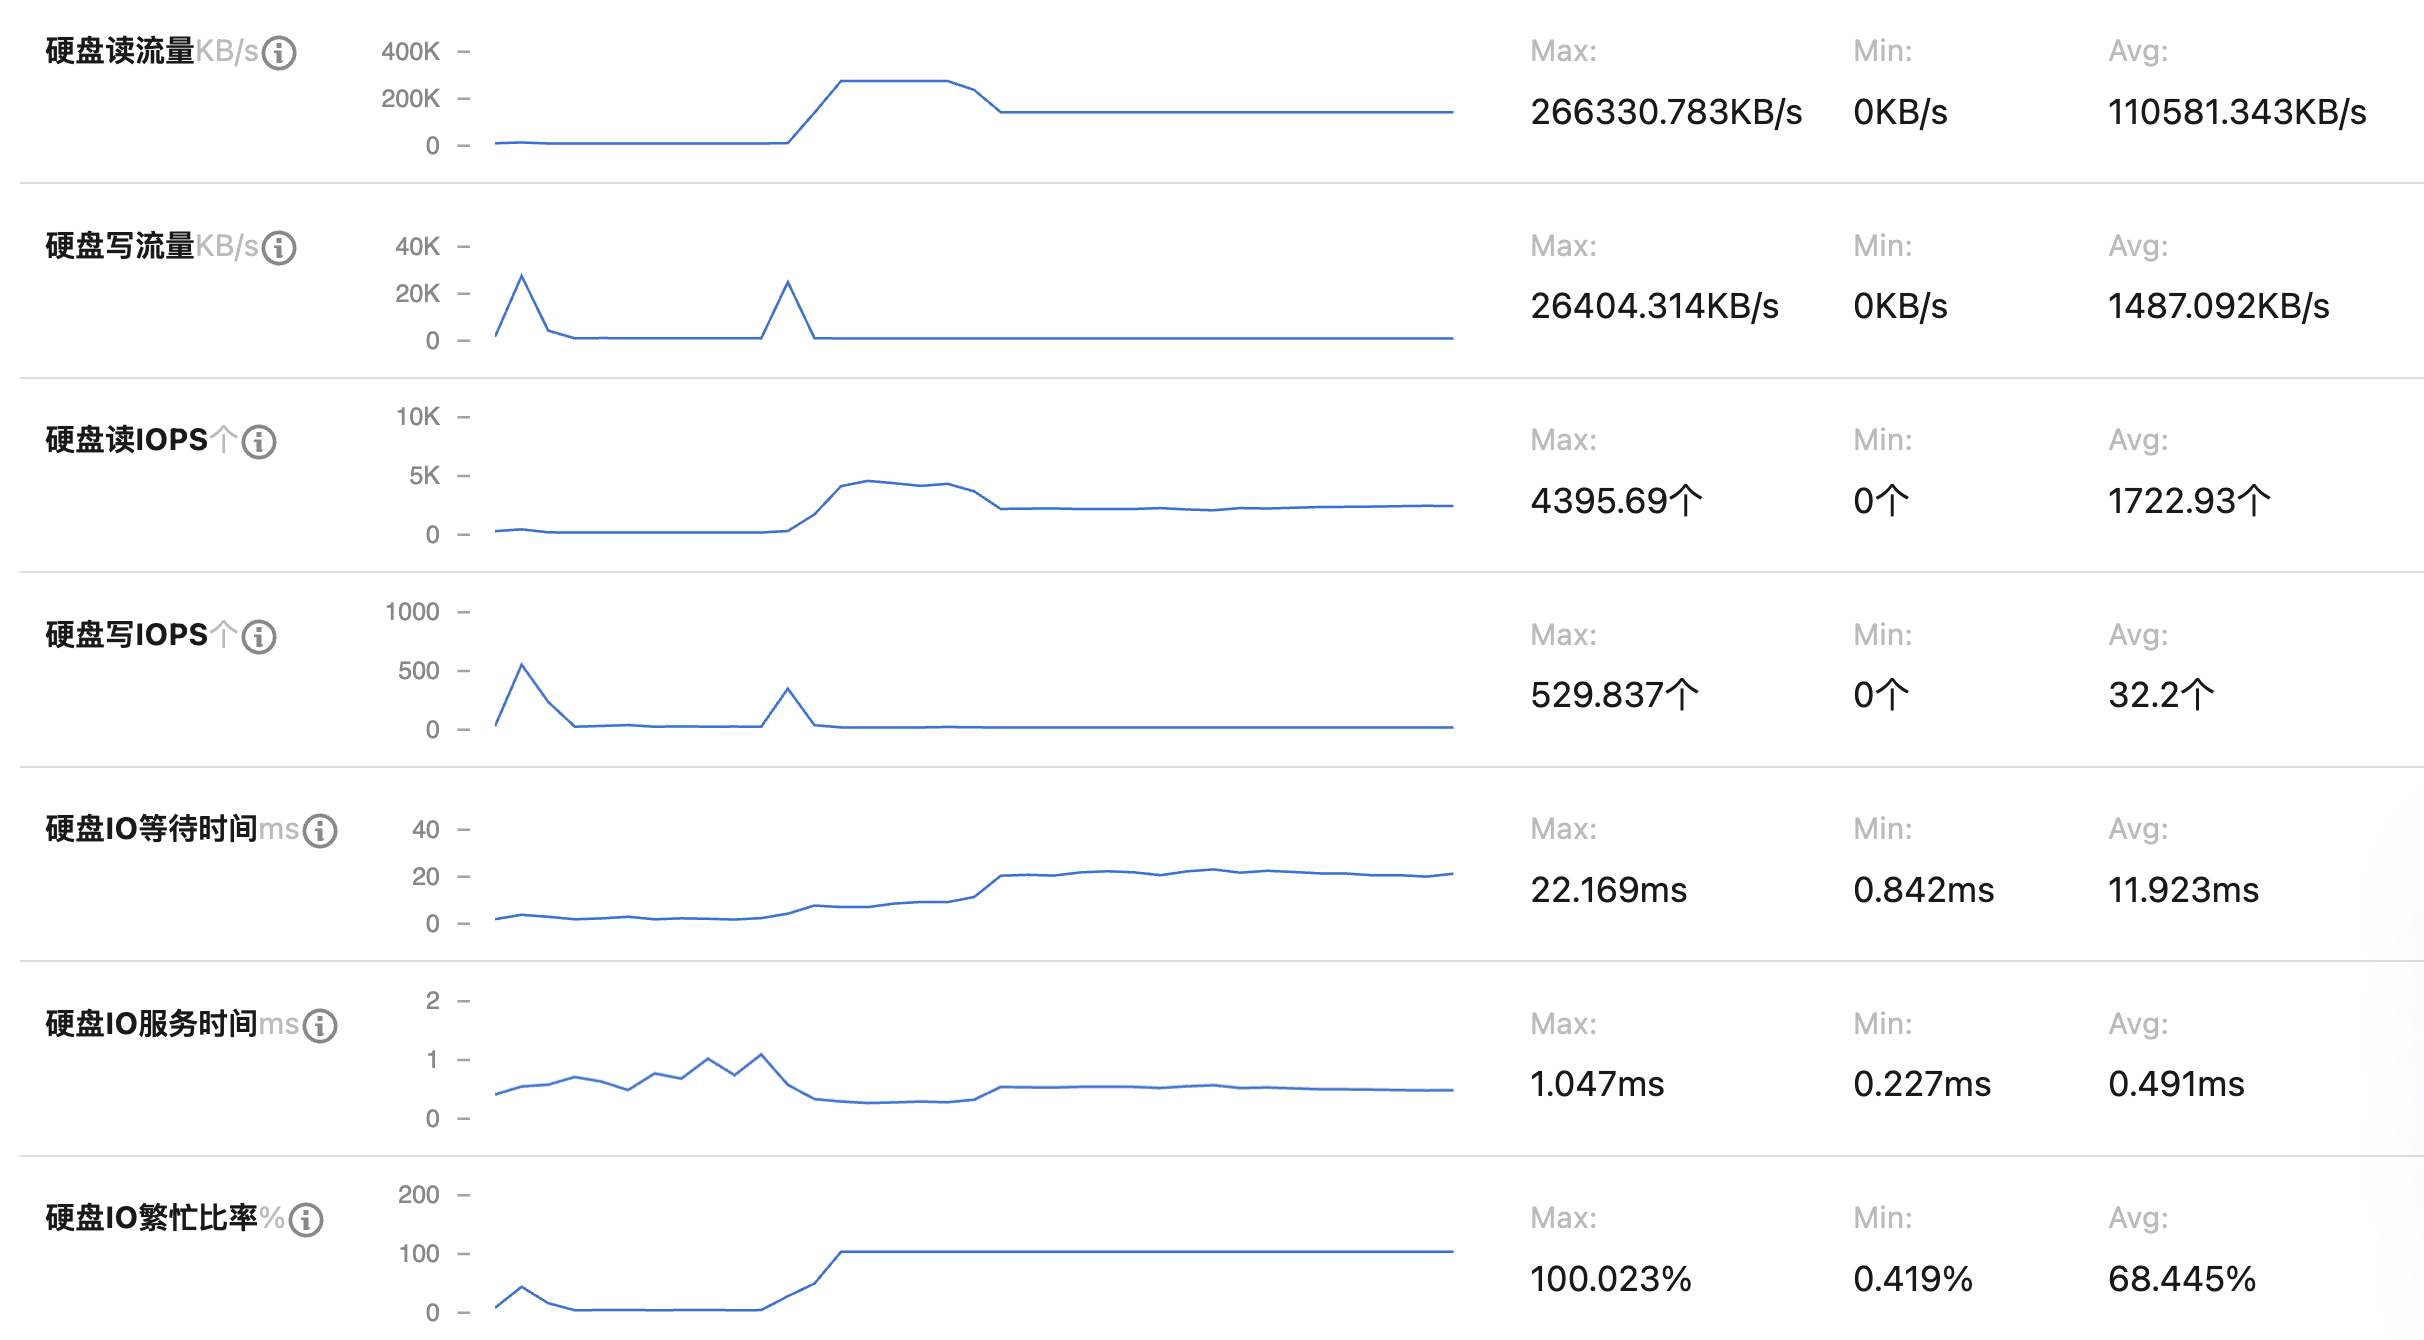 硬盘读流量KB/s
400K
200K
0
Max: Min: Avg:
266330.783KB/s 0KB/s 110581.343KB/s
硬盘写流量KB/s
40K
20K
0
Max: Min: Avg:
26404.314KB/s 0KB/s 1487.092KB/s
硬盘读IOPS个
10K
5K
0
Max: Min: Avg:
4395.69个 0个 1722.93个
硬盘写IOPS个
1000
500
0
Max: Min: Avg:
529.837个 0个 32.2个
硬盘IO等待时间ms
40
20
0
Max: Min: Avg:
22.169ms 0.842ms 11.923ms
硬盘IO服务时间ms
2
1
0
Max: Min: Avg:
1.047ms 0.227ms 0.491ms
硬盘IO繁忙比率%
200
100
0
Max: Min: Avg:
100.023% 0.419% 68.445%